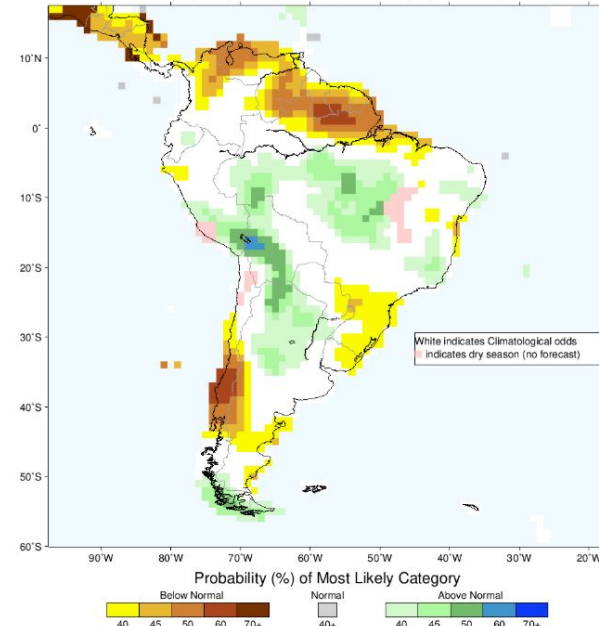 10˚N
0˚
10˚S
20˚S
30˚S
40˚S
50˚S
60˚S
White indicates Climatological odds
indicates dry season (no forecast)
90˚W 80˚W 70˚W 60˚W 50˚W 40˚W 30˚W 20˚W
Probability (%) of Most Likely Category
Below Normal Normal Above Normal
40 45 50 60 70+ 40+ 40 45 50 60 70+